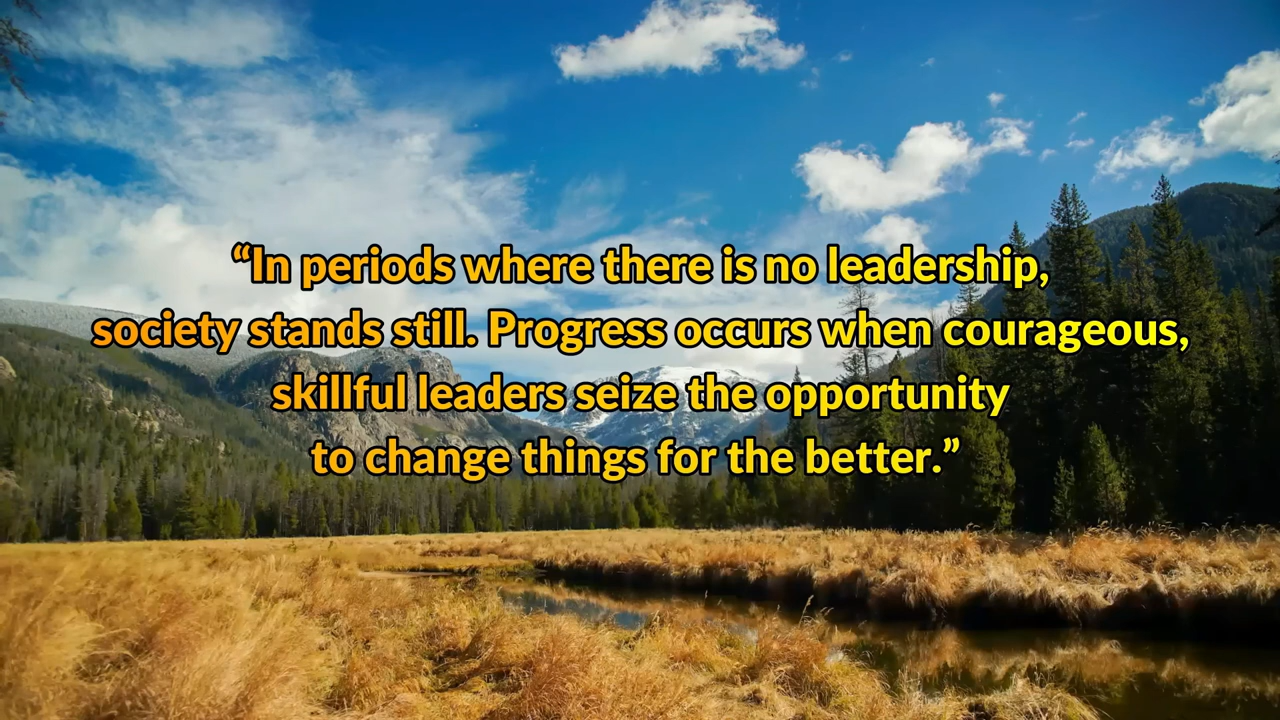 “In periods where there is no leadership,
society stands still. Progress occurs when courageous,
skillful leaders seize the opportunity
to change things for the better.”